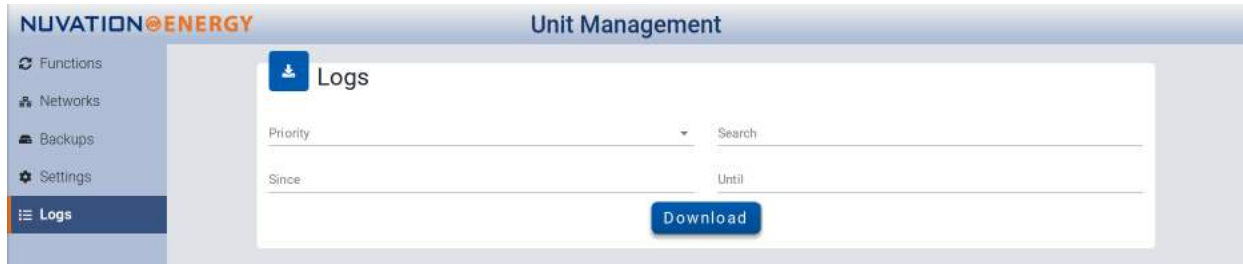 NUVATION ENERGY
Unit Management
Functions
Networks
Backups
Settings
Logs
Logs
Priority
Search
Since
Until
Download